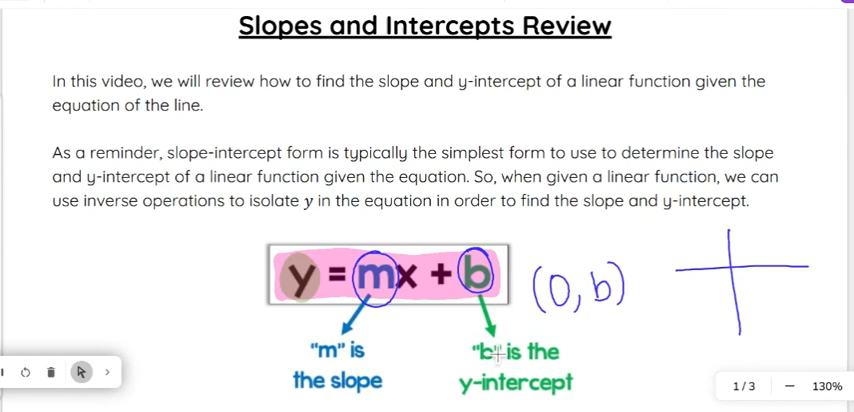 Slopes and Intercepts Review
In this video, we will review how to find the slope and y-intercept of a linear function given the
equation of the line.
As a reminder, slope-intercept form is typically the simplest form to use to determine the slope
and y-intercept of a linear function given the equation. So, when given a linear function, we can
use inverse operations to isolate y in the equation in order to find the slope and y-intercept.
y = mx + b (0, b)
"m" is
the slope
"b" is the
y-intercept
1 / 3 — 130%